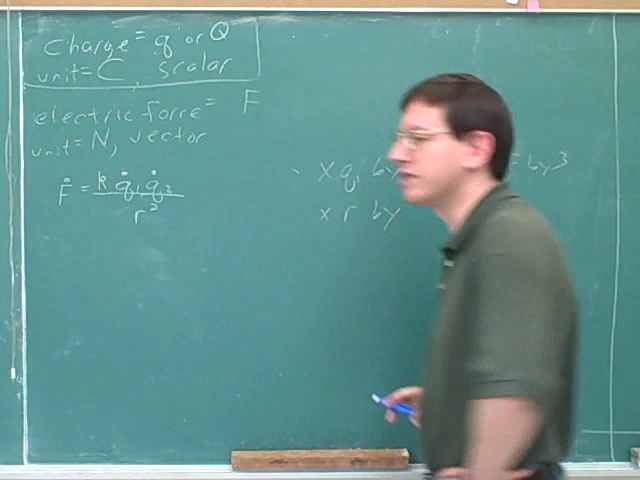 charge = q or Q
unit = C, scalar
electric force = F
unit = N, vector
F = k q1 q2
r²
x q1 by by 3
x r by